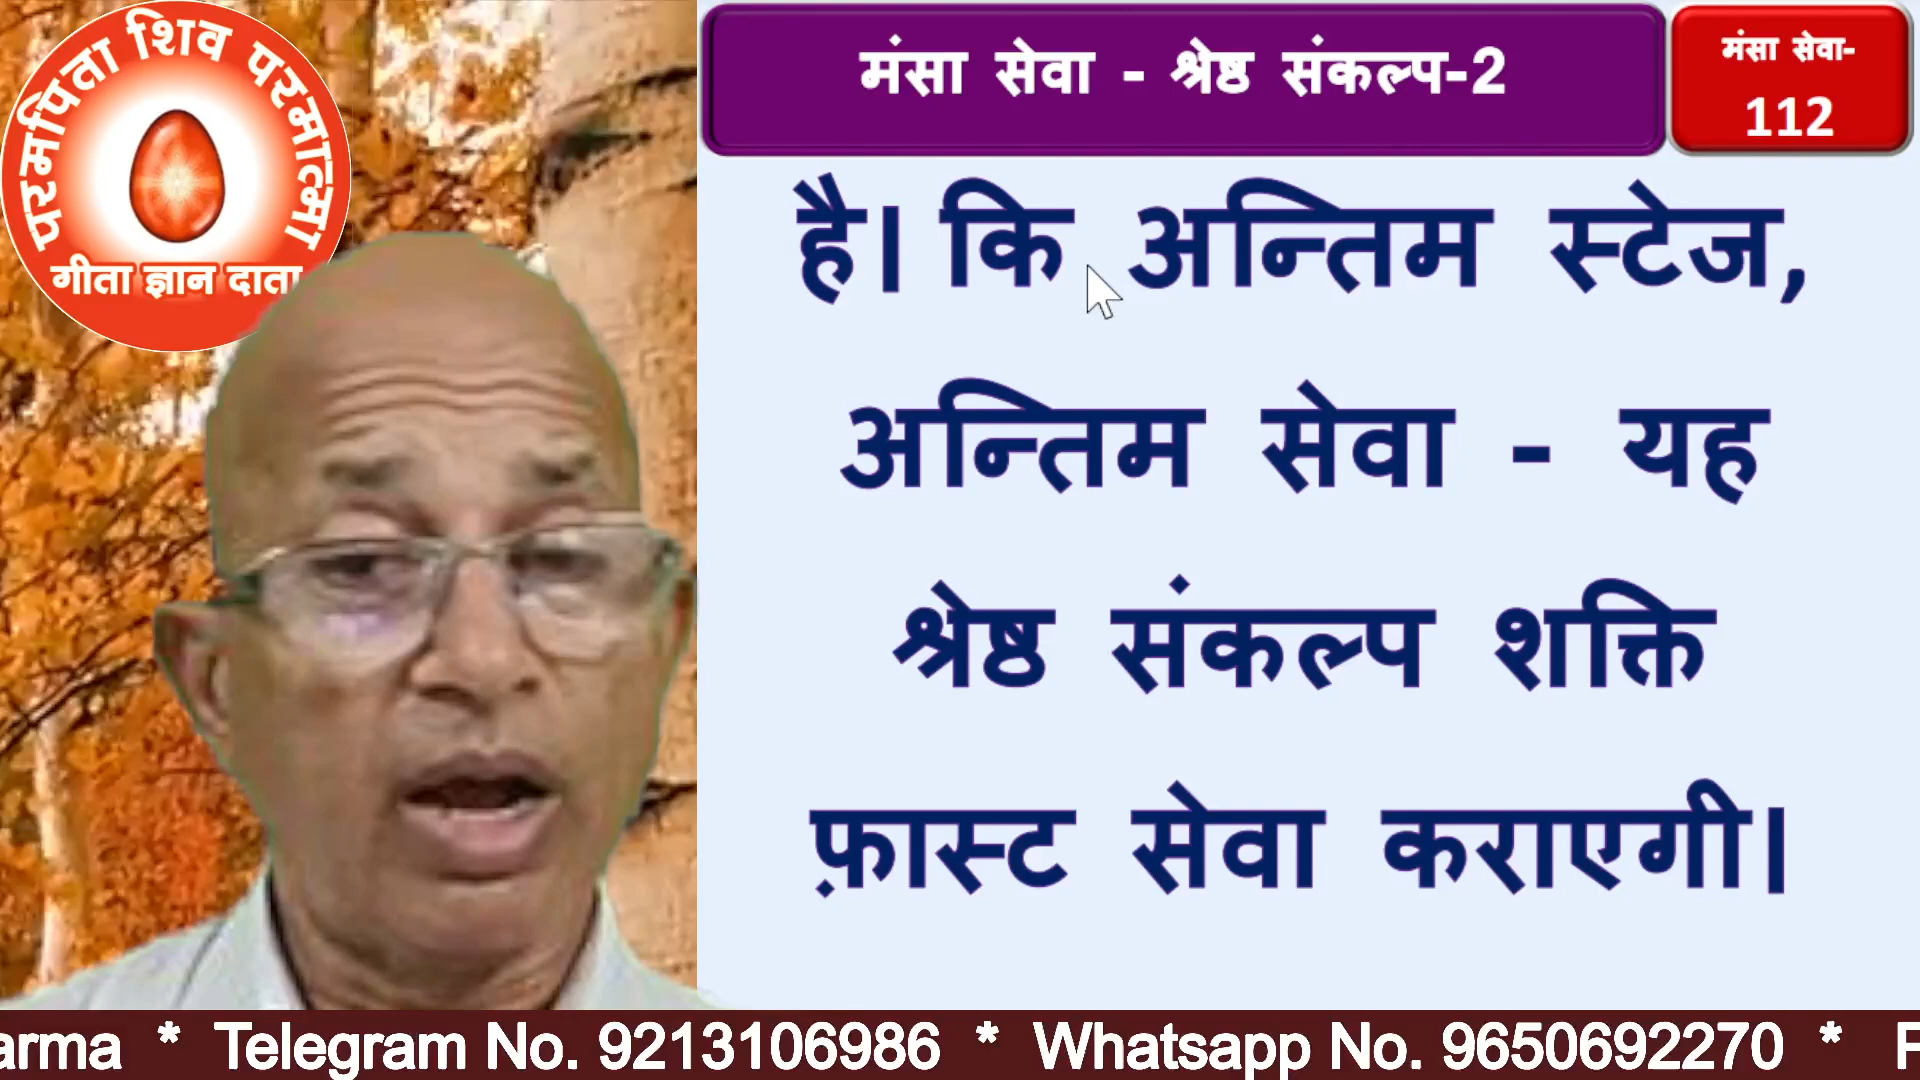 परमपिता शिव परमात्मा
गीता ज्ञान दाता
मंसा सेवा - श्रेष्ठ संकल्प-2
मंसा सेवा-
112
है। कि अन्तिम स्टेज,
अन्तिम सेवा - यह
श्रेष्ठ संकल्प शक्ति
फ़ास्ट सेवा कराएगी।
arma * Telegram No. 9213106986 * Whatsapp No. 9650692270 *